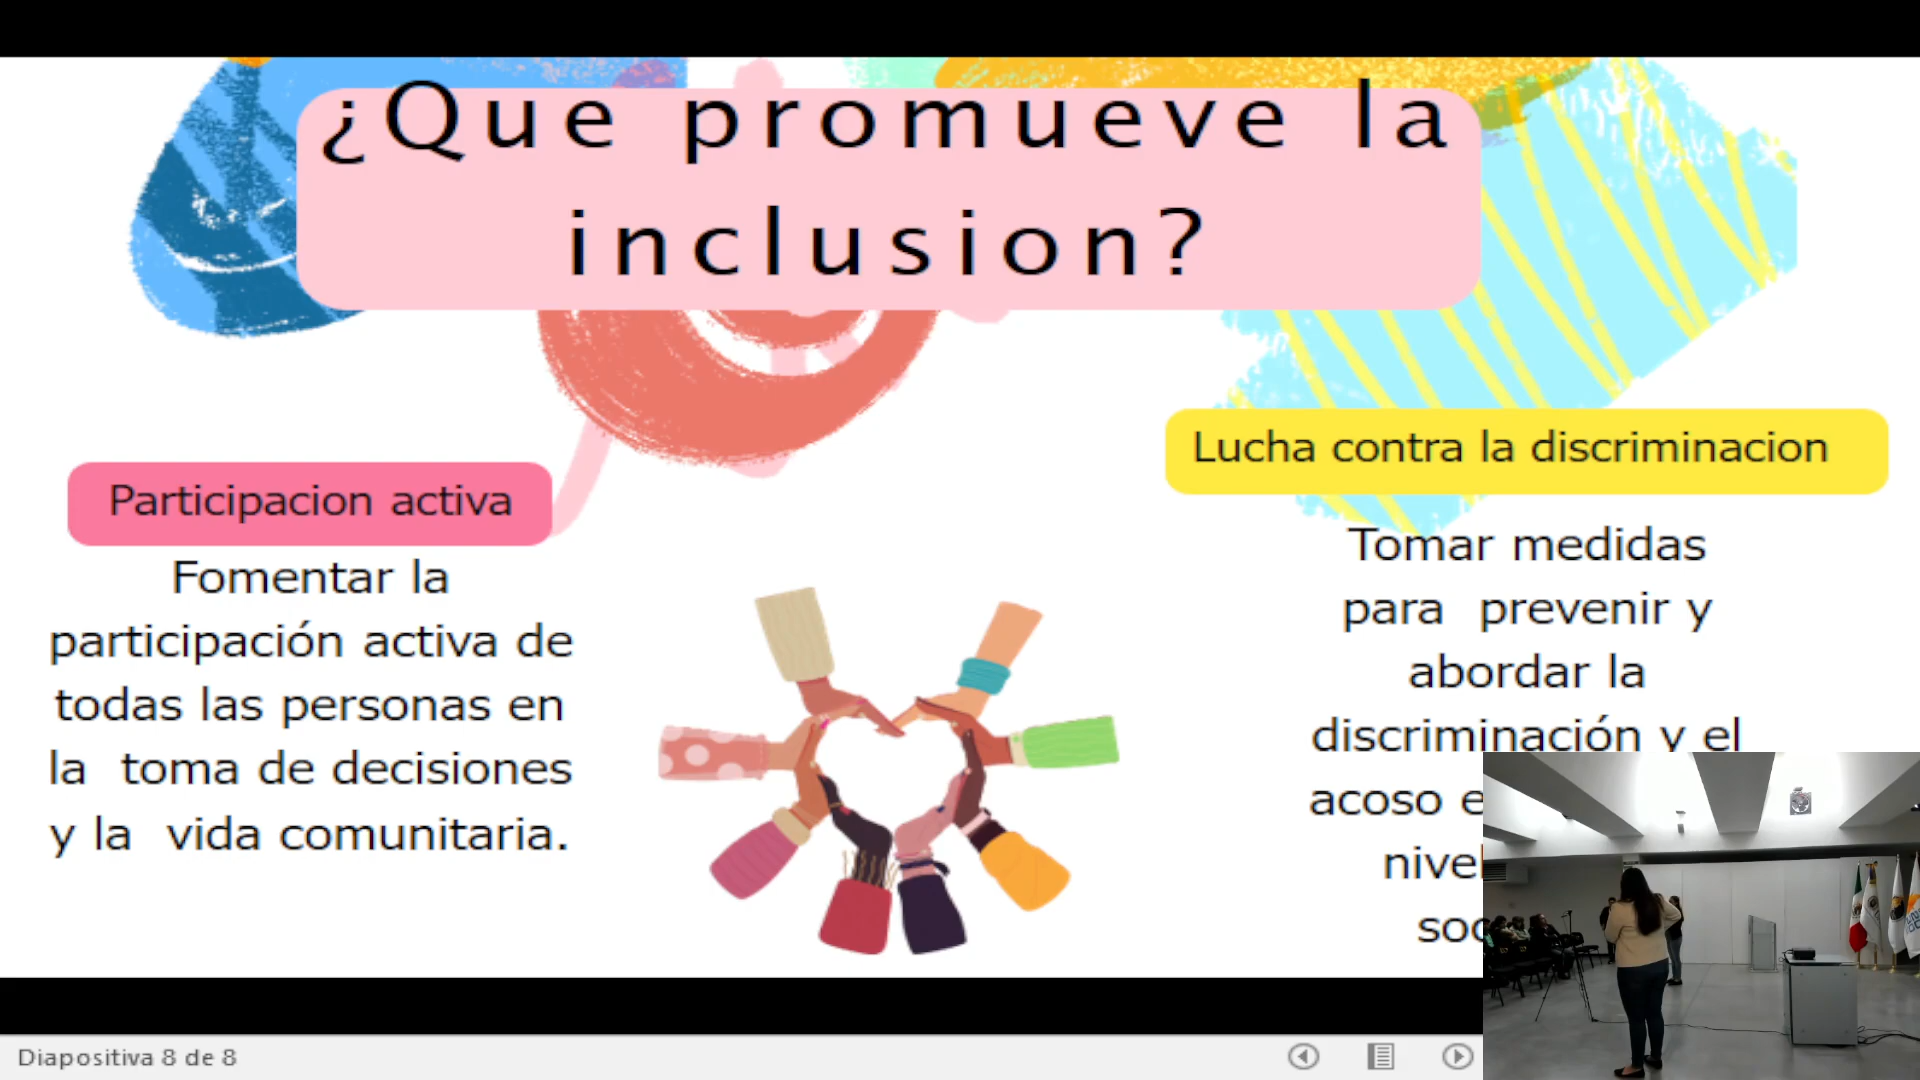 ¿Que promueve la
inclusion?
Participacion activa
Fomentar la
participación activa de
todas las personas en
la toma de decisiones
y la vida comunitaria.
Lucha contra la discriminacion
Tomar medidas
para prevenir y
abordar la
discriminación y el
acoso
Diapositiva 8 de 8